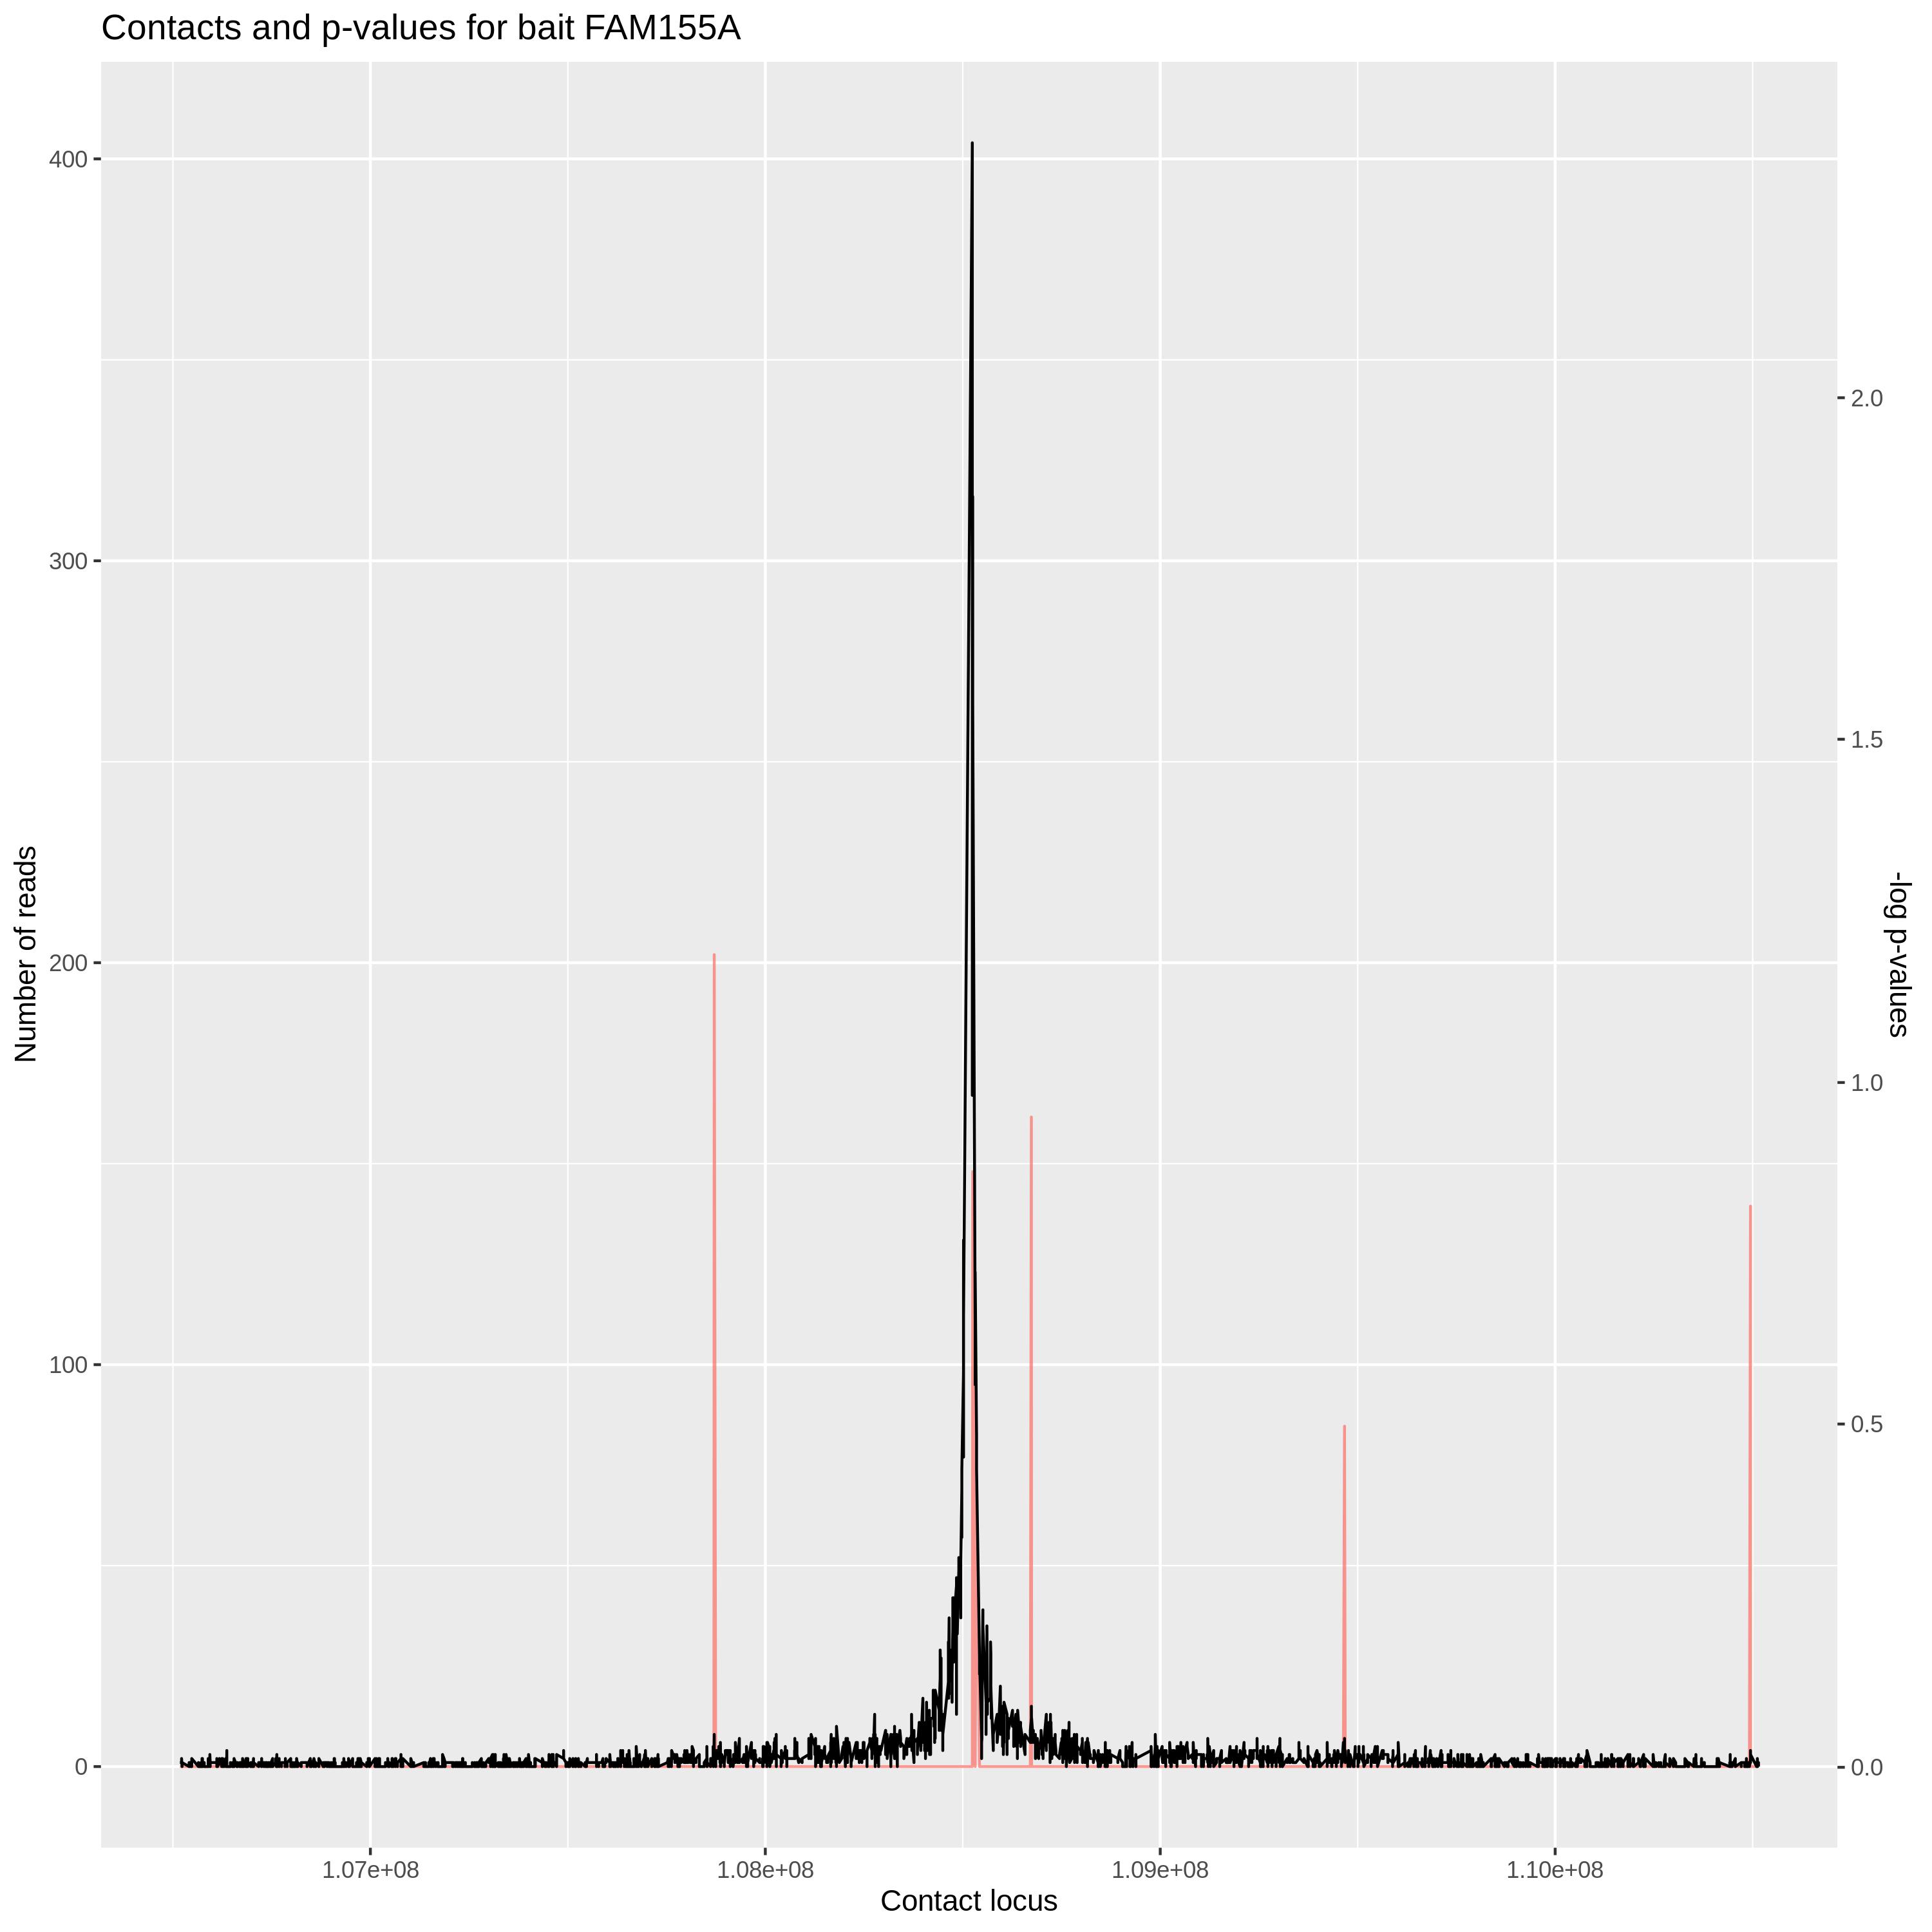 Contacts and p-values for bait FAM155A
400
300
200
100
0
Number of reads
2.0
1.5
1.0
0.5
0.0
-log p-values
1.07e+08
1.08e+08
1.09e+08
1.10e+08
Contact locus